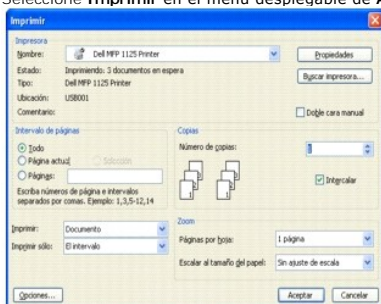 Seleccione Imprimir en el menú desplegable de
Imprimir
Impresora
Nombre: Dell MFP 1125 Printer Propiedades
Estado: Imprimiendo: 3 documentos en espera
Tipo: Dell MFP 1125 Printer Buscar impresora...
Ubicación: USB001
Comentario: Doble cara manual
Intervalo de páginas
Todo
Página actual Selección
Páginas:
Escriba números de página e intervalos
separados por comas. Ejemplo: 1,3,5-12,14
Copias
Número de copias: 1
Intercalar
Imprimir: Documento
Imprimir sólo: El intervalo
Zoom
Páginas por hoja: 1 página
Escalar al tamaño del papel: Sin ajuste de escala
Opciones... Aceptar Cancelar